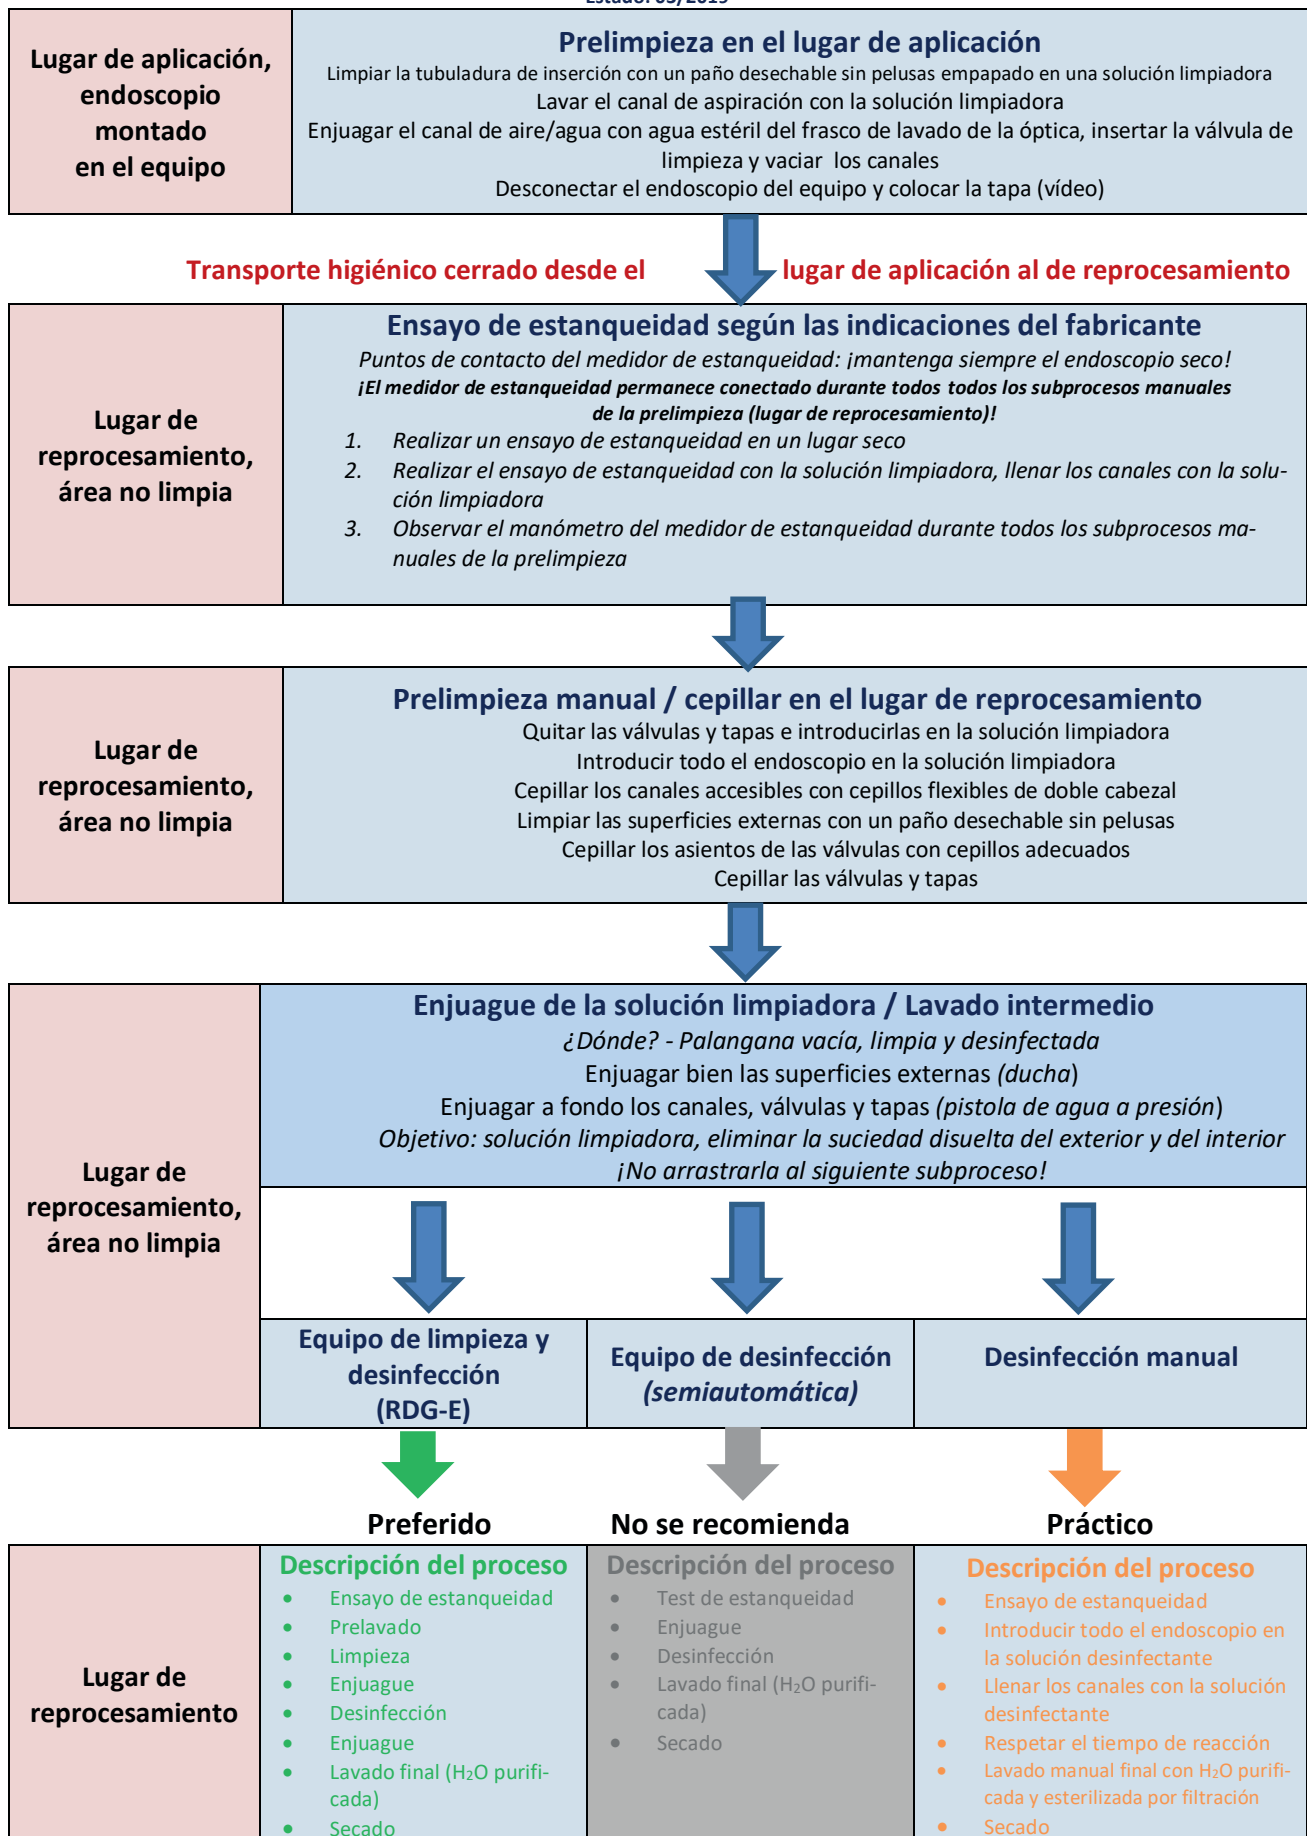 Estado: 03/2019
Lugar de aplicación,
endoscopio
montado
en el equipo
Prelimpieza en el lugar de aplicación
Limpiar la tubuladura de inserción con un paño desechable sin pelusas empapado en una solución limpiadora
Lavar el canal de aspiración con la solución limpiadora
Enjuagar el canal de aire/agua con agua estéril del frasco de lavado de la óptica, insertar la válvula de
limpieza y vaciar los canales
Desconectar el endoscopio del equipo y colocar la tapa (vídeo)
Transporte higiénico cerrado desde el lugar de aplicación al de reprocesamiento
Lugar de
reprocesamiento,
área no limpia
Ensayo de estanqueidad según las indicaciones del fabricante
Puntos de contacto del medidor de estanqueidad: ¡mantenga siempre el endoscopio seco!
¡El medidor de estanqueidad permanece conectado durante todos todos los subprocesos manuales
de la prelimpieza (lugar de reprocesamiento)!
1. Realizar un ensayo de estanqueidad en un lugar seco
2. Realizar el ensayo de estanqueidad con la solución limpiadora, llenar los canales con la solu-
ción limpiadora
3. Observar el manómetro del medidor de estanqueidad durante todos los subprocesos ma-
nuales de la prelimpieza
Lugar de
reprocesamiento,
área no limpia
Prelimpieza manual / cepillar en el lugar de reprocesamiento
Quitar las válvulas y tapas e introducirlas en la solución limpiadora
Introducir todo el endoscopio en la solución limpiadora
Cepillar los canales accesibles con cepillos flexibles de doble cabezal
Limpiar las superficies externas con un paño desechable sin pelusas
Cepillar los asientos de las válvulas con cepillos adecuados
Cepillar las válvulas y tapas
Lugar de
reprocesamiento,
área no limpia
Enjuague de la solución limpiadora / Lavado intermedio
¿Dónde? - Palangana vacía, limpia y desinfectada
Enjuagar bien las superficies externas (ducha)
Enjuagar a fondo los canales, válvulas y tapas (pistola de agua a presión)
Objetivo: solución limpiadora, eliminar la suciedad disuelta del exterior y del interior
¡No arrastrarla al siguiente subproceso!
Equipo de limpieza y
desinfección
(RDG-E)
Equipo de desinfección
(semiautomática)
Desinfección manual
Preferido
No se recomienda
Práctico
Lugar de
reprocesamiento
Descripción del proceso
• Ensayo de estanqueidad
• Prelavado
• Limpieza
• Enjuague
• Desinfección
• Enjuague
• Lavado final (H₂O purifi-
cada)
• Secado
Descripción del proceso
• Test de estanqueidad
• Enjuague
• Desinfección
• Lavado final (H₂O purifi-
cada)
• Secado
Descripción del proceso
• Ensayo de estanqueidad
• Introducir todo el endoscopio en
la solución desinfectante
• Llenar los canales con la solución
desinfectante
• Respetar el tiempo de reacción
• Lavado manual final con H₂O purifi-
cada y esterilizada por filtración
• Secado